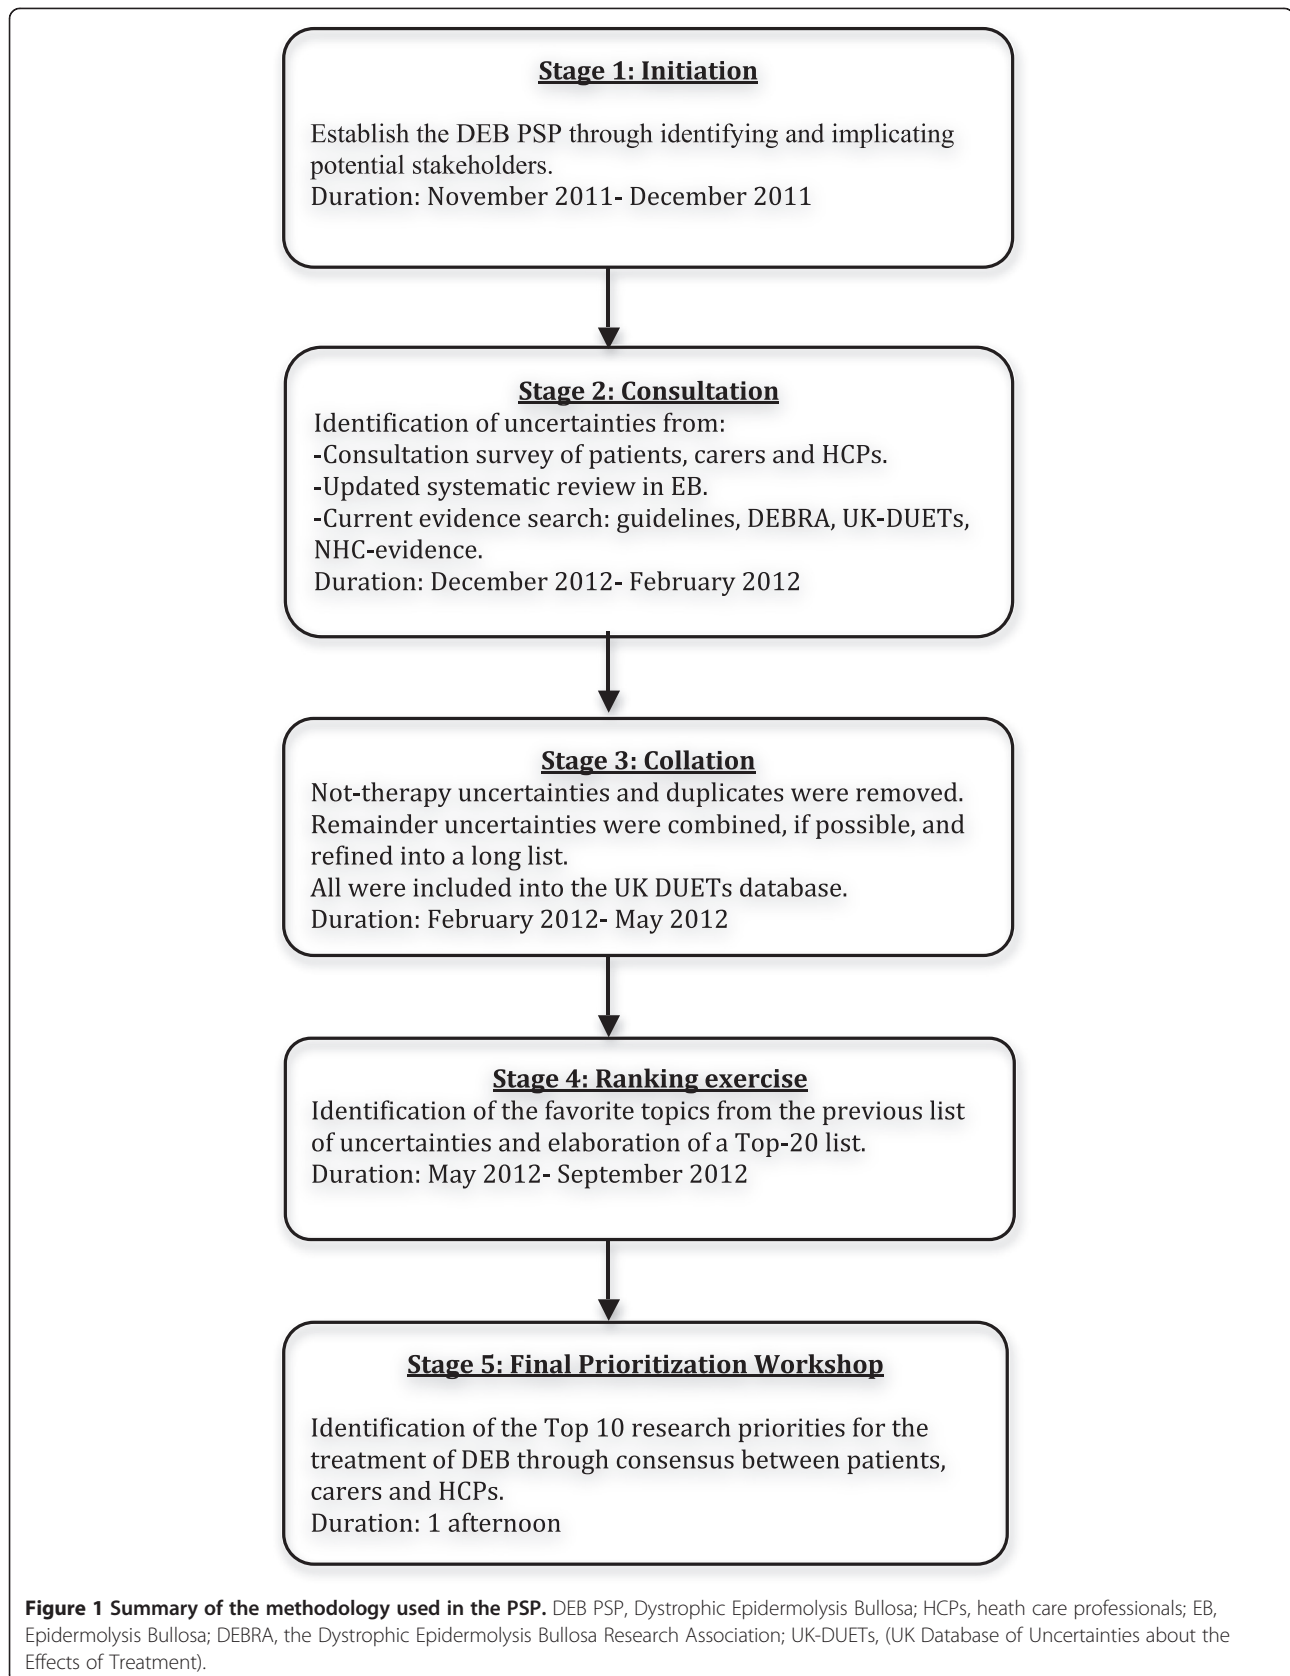 Stage 1: Initiation
Establish the DEB PSP through identifying and implicating
potential stakeholders.
Duration: November 2011- December 2011
Stage 2: Consultation
Identification of uncertainties from:
-Consultation survey of patients, carers and HCPs.
-Updated systematic review in EB.
-Current evidence search: guidelines, DEBRA, UK-DUETs,
NHC-evidence.
Duration: December 2012- February 2012
Stage 3: Collation
Not-therapy uncertainties and duplicates were removed.
Remainder uncertainties were combined, if possible, and
refined into a long list.
All were included into the UK DUETs database.
Duration: February 2012- May 2012
Stage 4: Ranking exercise
Identification of the favorite topics from the previous list
of uncertainties and elaboration of a Top-20 list.
Duration: May 2012- September 2012
Stage 5: Final Prioritization Workshop
Identification of the Top 10 research priorities for the
treatment of DEB through consensus between patients,
carers and HCPs.
Duration: 1 afternoon
Figure 1 Summary of the methodology used in the PSP. DEB PSP, Dystrophic Epidermolysis Bullosa; HCPs, heath care professionals; EB,
Epidermolysis Bullosa; DEBRA, the Dystrophic Epidermolysis Bullosa Research Association; UK-DUETs, (UK Database of Uncertainties about the
Effects of Treatment).